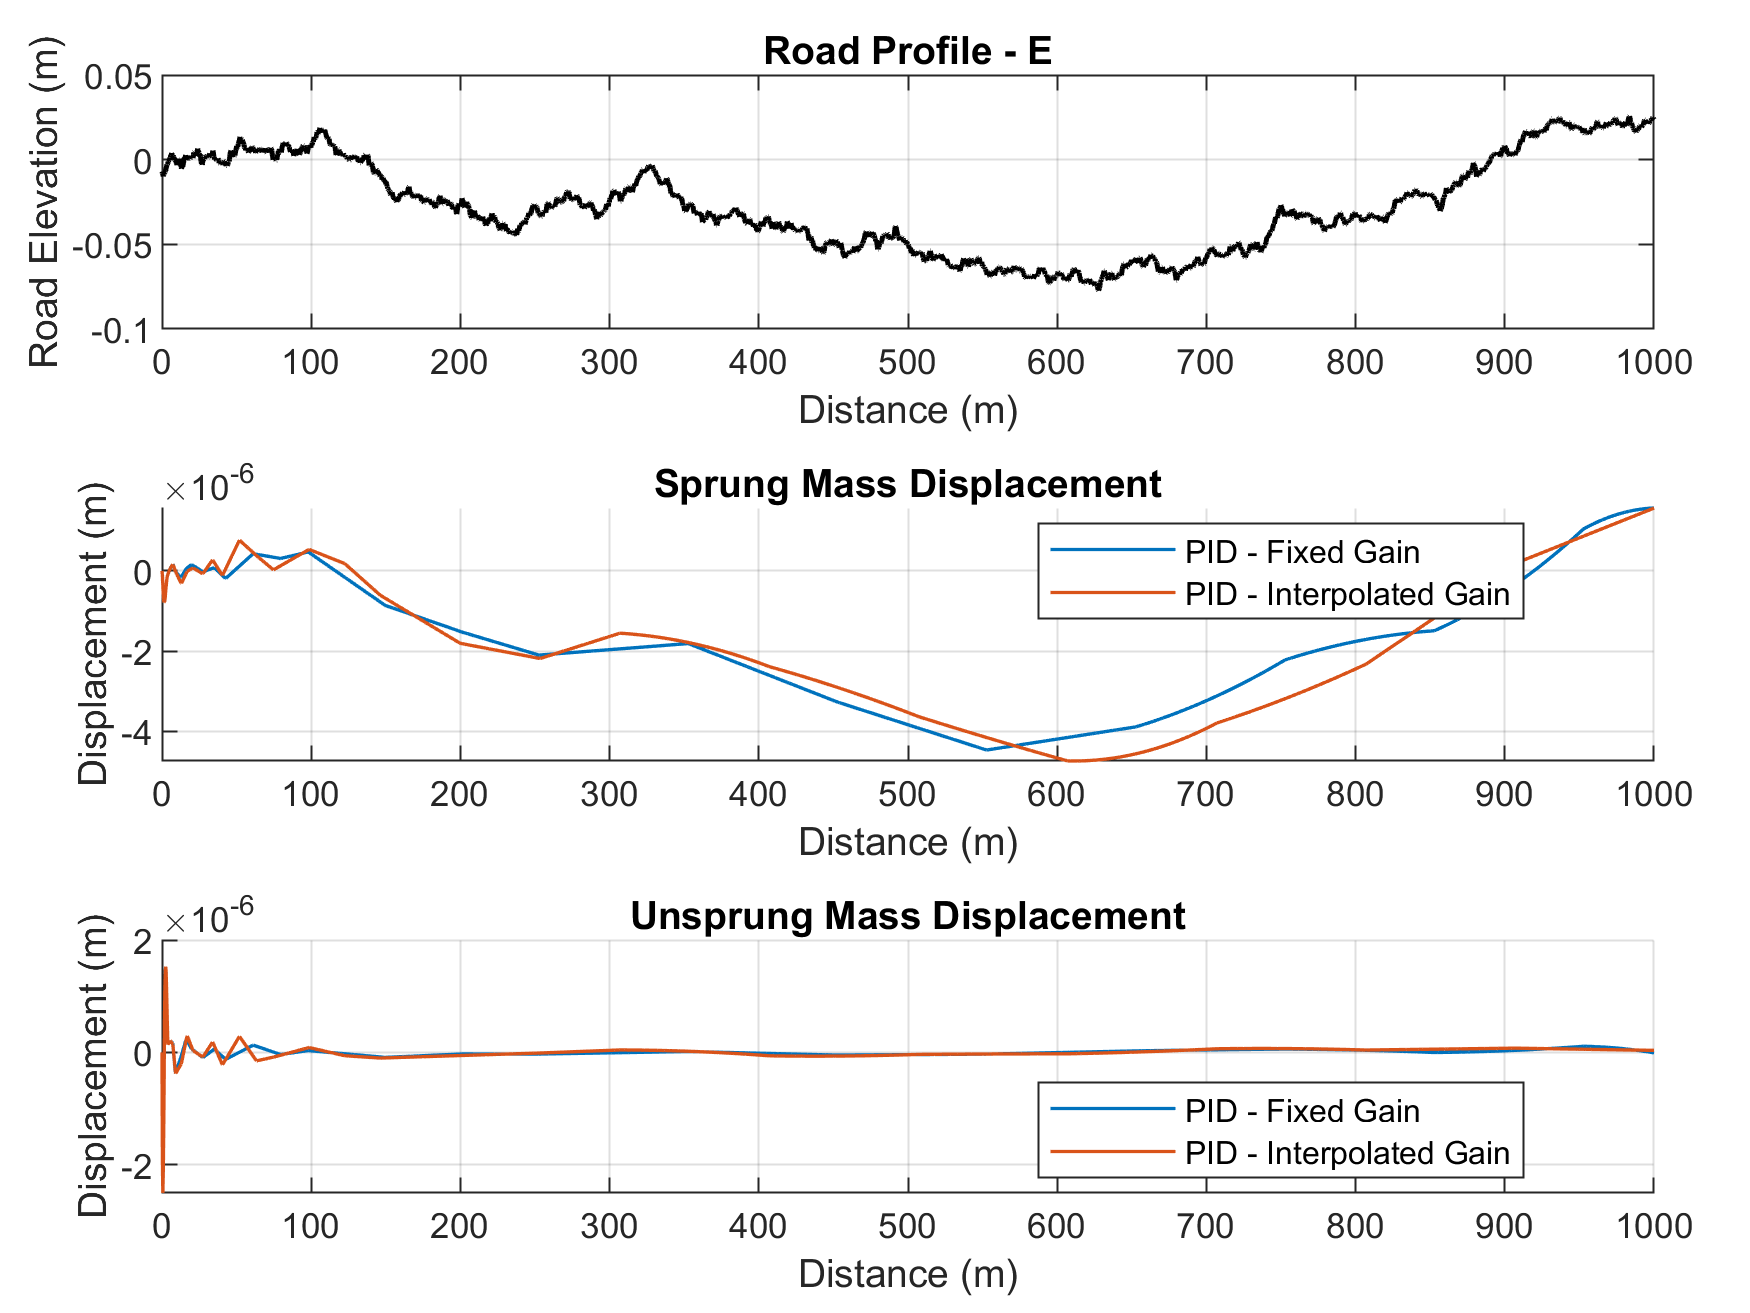 Road Profile - E
Road Elevation (m)
0.05
0
-0.05
-0.1
0 100 200 300 400 500 600 700 800 900 1000
Distance (m)
Sprung Mass Displacement
×10^-6
Displacement (m)
0
-2
-4
PID - Fixed Gain
PID - Interpolated Gain
0 100 200 300 400 500 600 700 800 900 1000
Distance (m)
Unsprung Mass Displacement
×10^-6
Displacement (m)
2
0
-2
PID - Fixed Gain
PID - Interpolated Gain
0 100 200 300 400 500 600 700 800 900 1000
Distance (m)